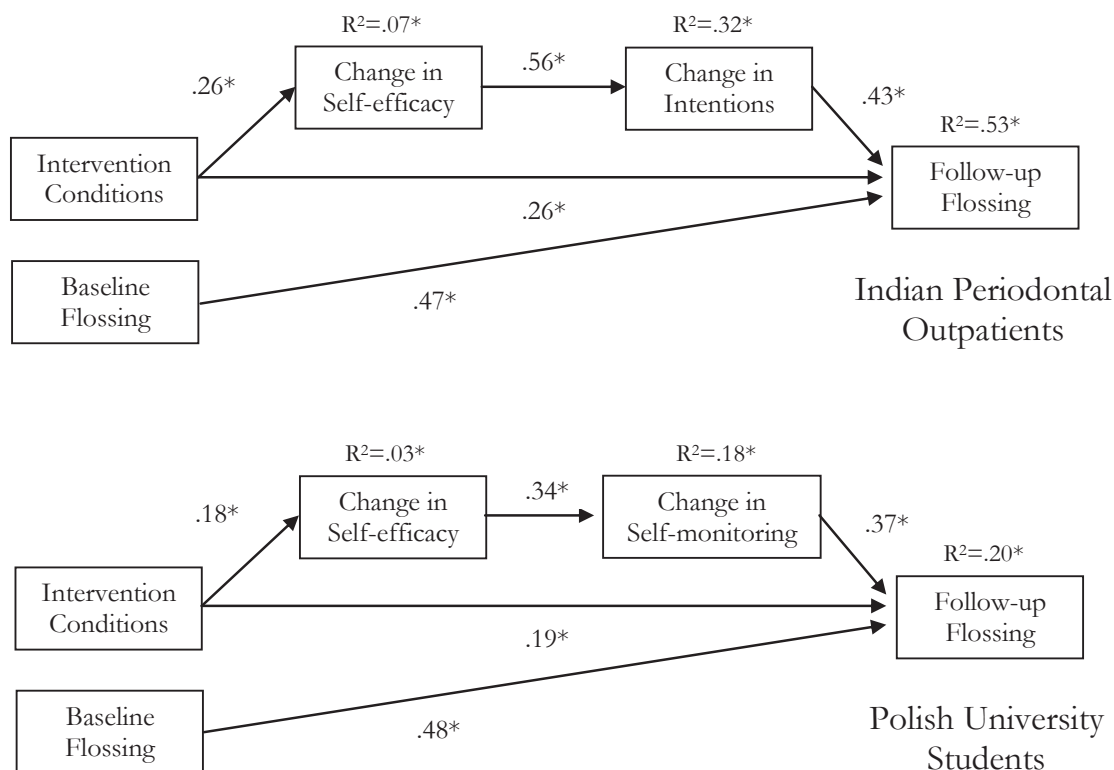 R²=.07*
R²=.32*
.26*
Change in
Self-efficacy
.56*
Change in
Intentions
.43*
R²=.53*
Intervention
Conditions
Follow-up
Flossing
.26*
Baseline
Flossing
.47*
Indian Periodontal
Outpatients
R²=.03*
R²=.18*
.18*
Change in
Self-efficacy
.34*
Change in
Self-monitoring
.37*
R²=.20*
Intervention
Conditions
Follow-up
Flossing
.19*
Baseline
Flossing
.48*
Polish University
Students